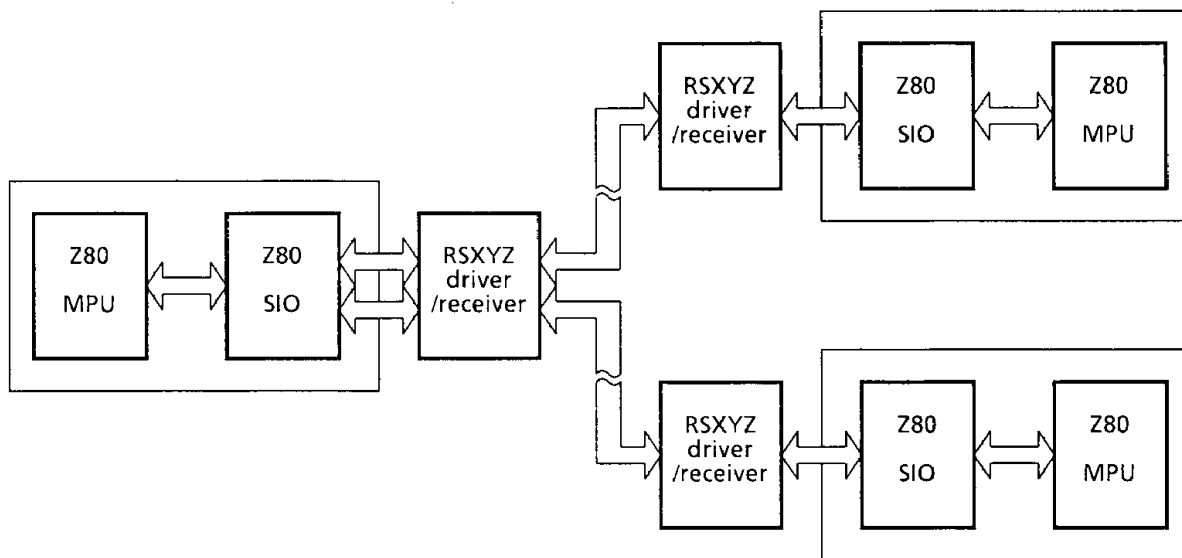 RSXYZ
driver
/receiver
Z80
SIO
Z80
MPU
Z80
MPU
Z80
SIO
RSXYZ
driver
/receiver
RSXYZ
driver
/receiver
Z80
SIO
Z80
MPU